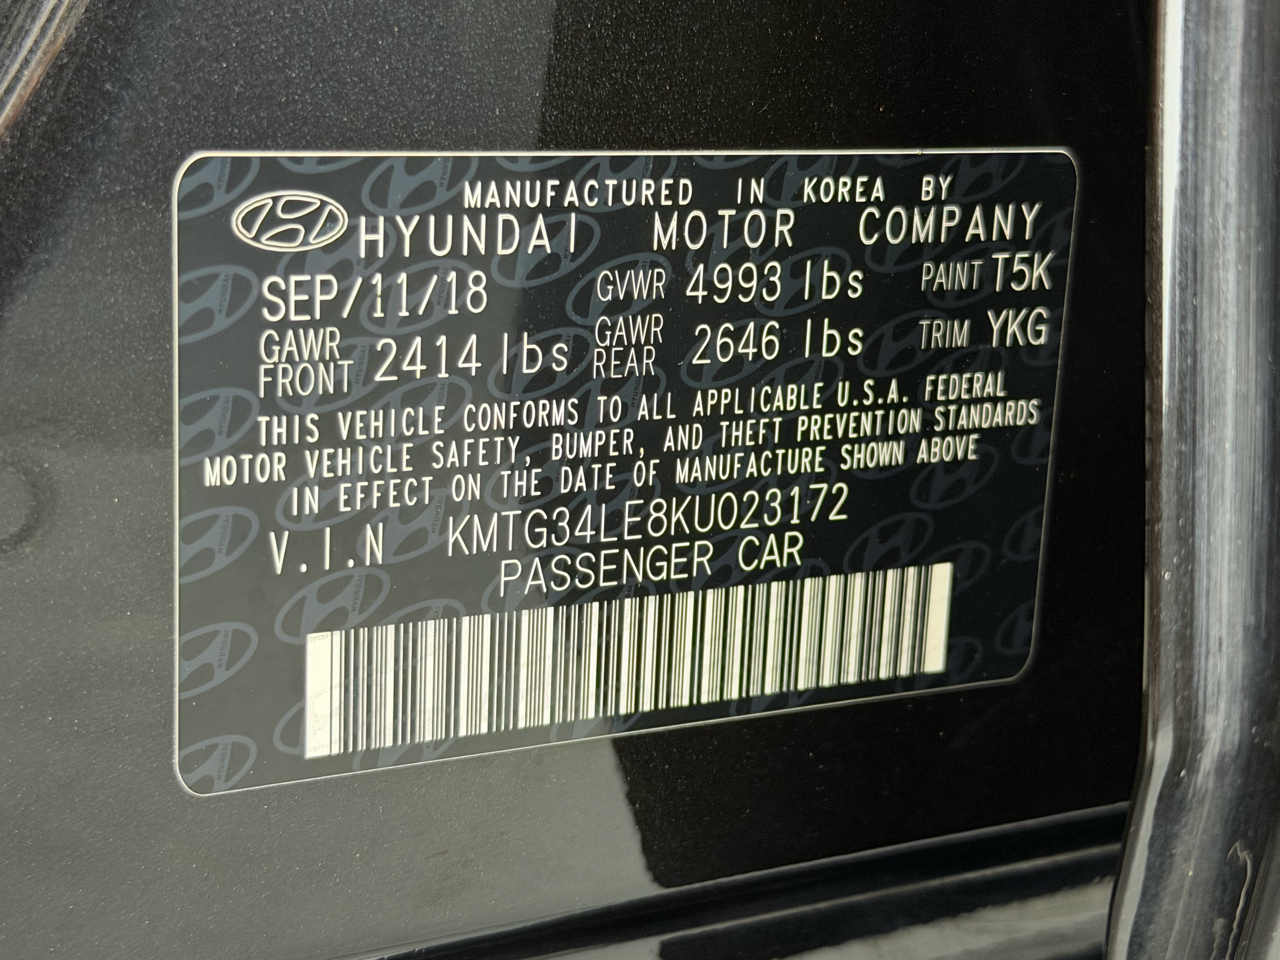 MANUFACTURED IN KOREA BY
HYUNDAI MOTOR COMPANY
SEP/11/18 GVWR 4993 lbs PAINT T5K
GAWR FRONT 2414 lbs GAWR REAR 2646 lbs TRIM YKG
THIS VEHICLE CONFORMS TO ALL APPLICABLE U.S.A. FEDERAL
MOTOR VEHICLE SAFETY, BUMPER, AND THEFT PREVENTION STANDARDS
IN EFFECT ON THE DATE OF MANUFACTURE SHOWN ABOVE
V.I.N KMTG34LE8KU023172
PASSENGER CAR